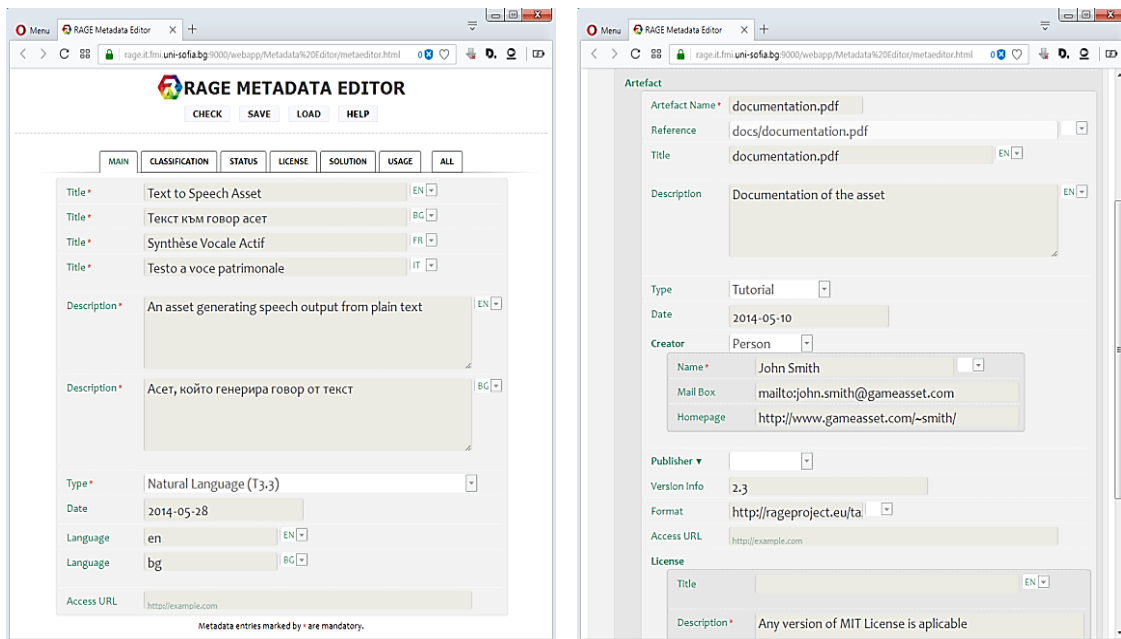 Menu RAGE Metadata Editor
rage.it.fmi.uni-sofia.bg:9000/webapp/Metadata%20Editor/metaeditor.html 0
RAGE METADATA EDITOR
CHECK SAVE LOAD HELP
MAIN CLASSIFICATION STATUS LICENSE SOLUTION USAGE ALL
Title * Text to Speech Asset EN
Title * Текст към говор асет BG
Title * Synthèse Vocale Actif FR
Title * Testo a voce patrimonale IT
Description * An asset generating speech output from plain text EN
Description * Асет, който генерира говор от текст BG
Type * Natural Language (T3.3)
Date 2014-05-28
Language en EN
Language bg BG
Access URL http://example.com
Metadata entries marked by * are mandatory.
Menu RAGE Metadata Editor
rage.it.fmi.uni-sofia.bg:9000/webapp/Metadata%20Editor/metaeditor.html 0
Artefact
Artefact Name * documentation.pdf
Reference docs/documentation.pdf
Title documentation.pdf EN
Description Documentation of the asset EN
Type Tutorial
Date 2014-05-10
Creator Person
Name * John Smith
Mail Box mailto:john.smith@gameasset.com
Homepage http://www.gameasset.com/~smith/
Publisher ▼
Version Info 2.3
Format http://rageproject.eu/ta
Access URL http://example.com
License
Title EN
Description * Any version of MIT License is aplicable